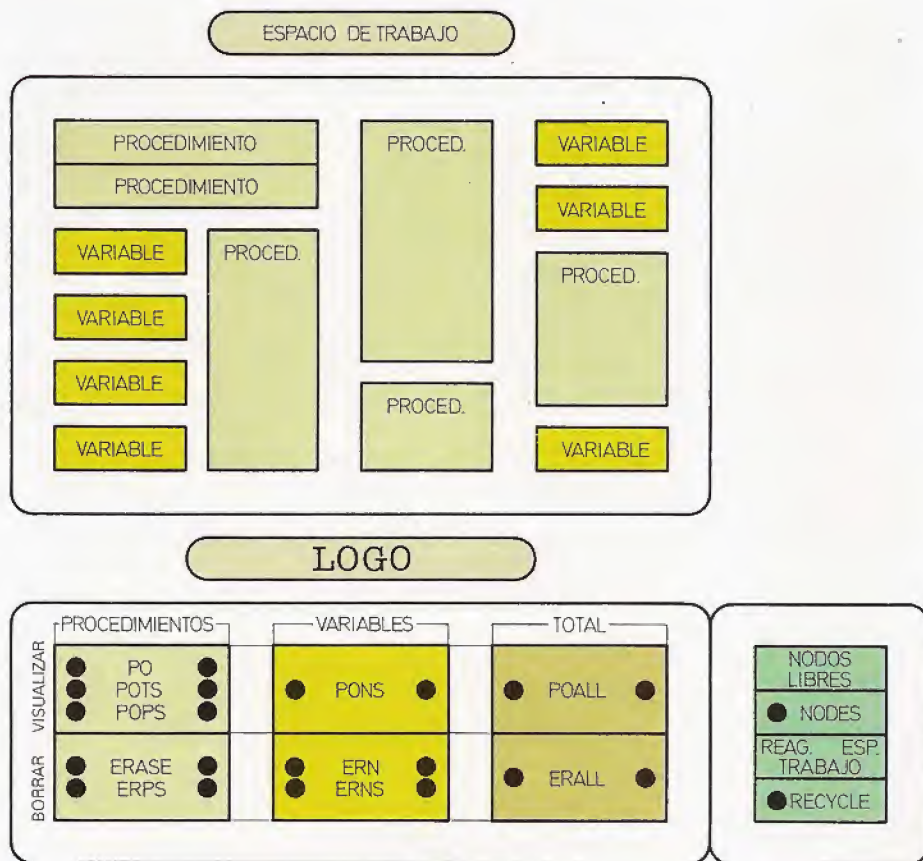 ESPACIO DE TRABAJO
PROCEDIMIENTO
PROCEDIMIENTO
PROCED.
VARIABLE
VARIABLE
VARIABLE
PROCED.
PROCED.
VARIABLE
VARIABLE
PROCED.
VARIABLE
VARIABLE
LOGO
PROCEDIMIENTOS
VARIABLES
TOTAL
VISUALIZAR
PO
POTS
POPS
PONS
POALL
BORRAR
ERASE
ERPS
ERN
ERNS
ERALL
NODOS
LIBRES
NODES
REAG. ESP.
TRABAJO
RECYCLE